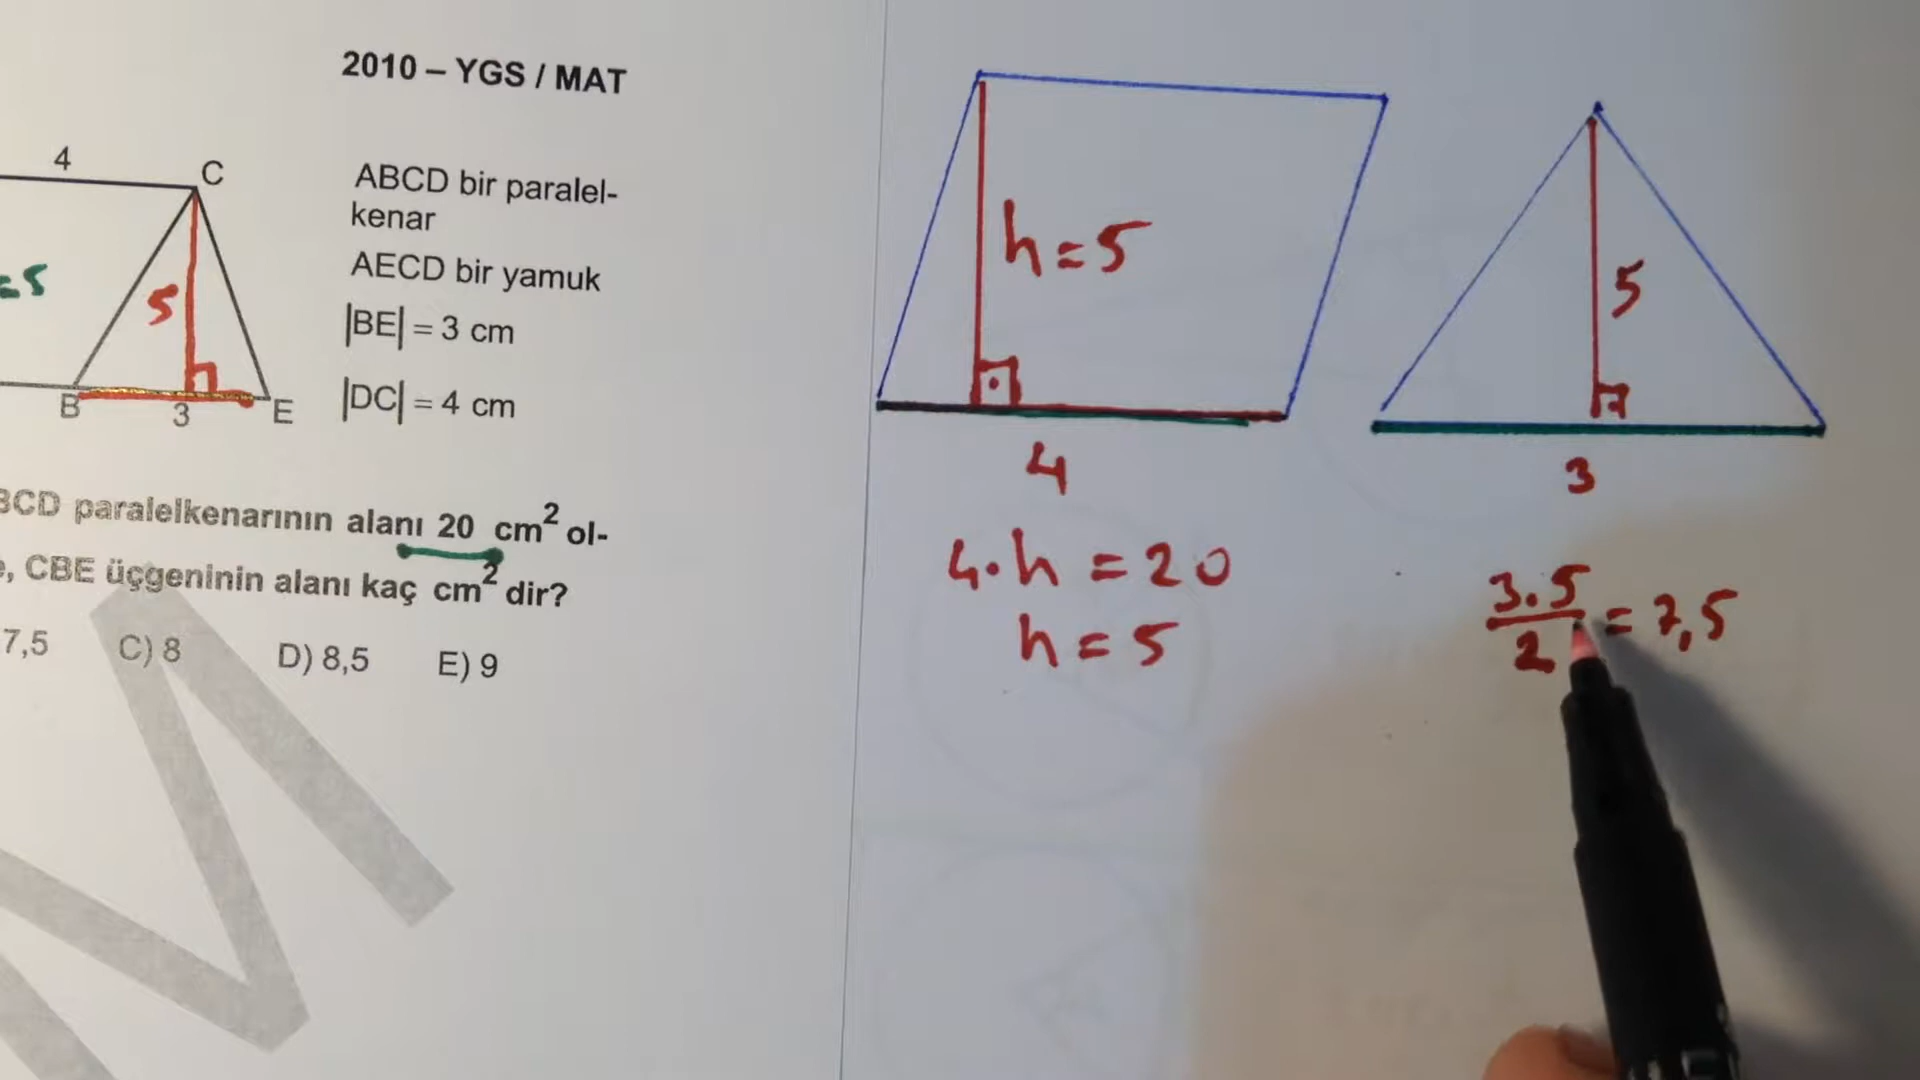 2010 – YGS / MAT
4
C
=5
5
B
3
E
ABCD bir paralel-
kenar
AECD bir yamuk
|BE| = 3 cm
|DC| = 4 cm
BCD paralelkenarının alanı 20 cm² ol-
e, CBE üçgeninin alanı kaç cm² dir?
7,5 C) 8 D) 8,5 E) 9
h=5
4
4.h=20
h=5
5
3
3.5/2=7,5
M